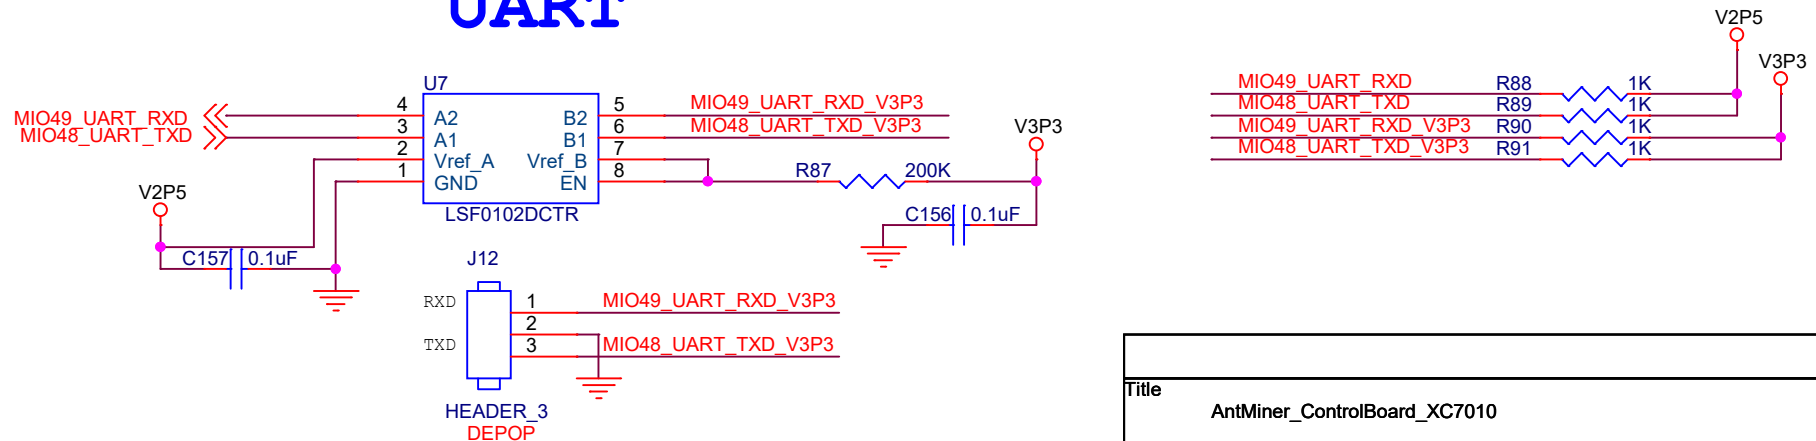 UART
V2P5
V3P3
U7
MIO49_UART_RXD
MIO48_UART_TXD
4 A2 B2 5 MIO49_UART_RXD_V3P3
3 A1 B1 6 MIO48_UART_TXD_V3P3
2 Vref_A Vref_B 7
1 GND EN 8
LSF0102DCTR
R87 200K
V3P3
C156 0.1uF
V2P5
C157 0.1uF
MIO49_UART_RXD R88 1K
MIO48_UART_TXD R89 1K
MIO49_UART_RXD_V3P3 R90 1K
MIO48_UART_TXD_V3P3 R91 1K
J12
RXD 1 MIO49_UART_RXD_V3P3
2
TXD 3 MIO48_UART_TXD_V3P3
HEADER_3
DEPOP
Title
AntMiner_ControlBoard_XC7010